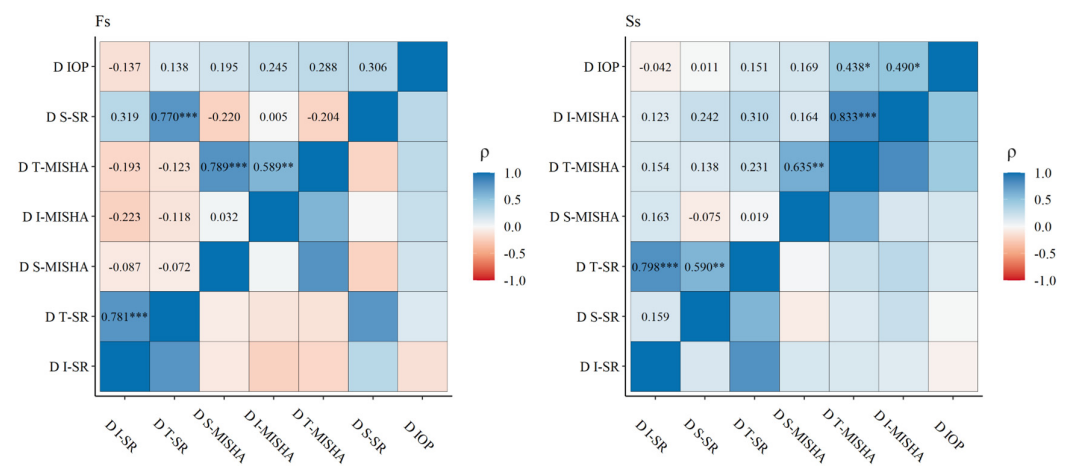 Fs
D IOP -0.137 0.138 0.195 0.245 0.288 0.306
D S-SR 0.319 0.770*** -0.220 0.005 -0.204
D T-MISHA -0.193 -0.123 0.789*** 0.589**
D I-MISHA -0.223 -0.118 0.032
D S-MISHA -0.087 -0.072
D T-SR 0.781***
D I-SR
D I-SR D T-SR D S-MISHA D I-MISHA D T-MISHA D S-SR D IOP
ρ
1.0
0.5
0.0
-0.5
-1.0
Ss
D IOP -0.042 0.011 0.151 0.169 0.438* 0.490*
D I-MISHA 0.123 0.242 0.310 0.164 0.833***
D T-MISHA 0.154 0.138 0.231 0.635**
D S-MISHA 0.163 -0.075 0.019
D T-SR 0.798*** 0.590**
D S-SR 0.159
D I-SR
D I-SR D S-SR D T-SR D S-MISHA D T-MISHA D I-MISHA D IOP
ρ
1.0
0.5
0.0
-0.5
-1.0